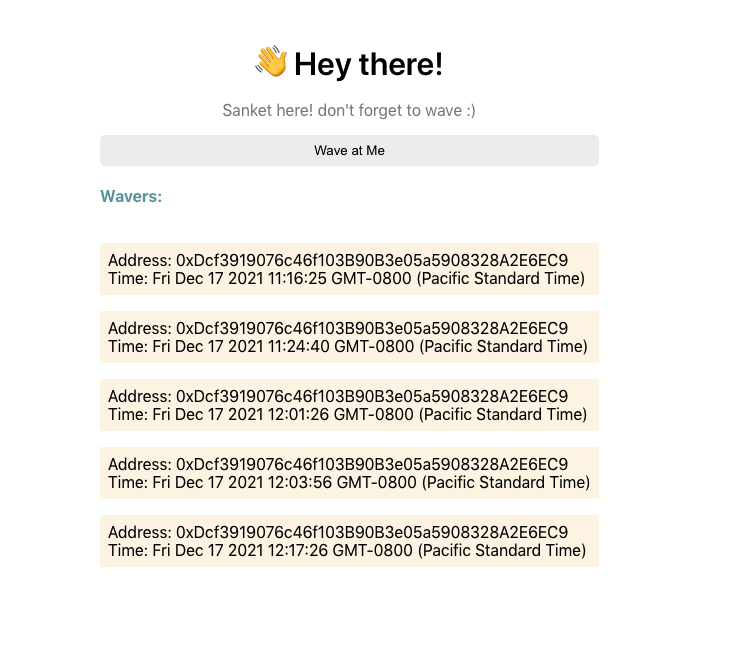 👋 Hey there!
Sanket here! don't forget to wave :)
Wave at Me
Wavers:
Address: 0xDcf3919076c46f103B90B3e05a5908328A2E6EC9
Time: Fri Dec 17 2021 11:16:25 GMT-0800 (Pacific Standard Time)
Address: 0xDcf3919076c46f103B90B3e05a5908328A2E6EC9
Time: Fri Dec 17 2021 11:24:40 GMT-0800 (Pacific Standard Time)
Address: 0xDcf3919076c46f103B90B3e05a5908328A2E6EC9
Time: Fri Dec 17 2021 12:01:26 GMT-0800 (Pacific Standard Time)
Address: 0xDcf3919076c46f103B90B3e05a5908328A2E6EC9
Time: Fri Dec 17 2021 12:03:56 GMT-0800 (Pacific Standard Time)
Address: 0xDcf3919076c46f103B90B3e05a5908328A2E6EC9
Time: Fri Dec 17 2021 12:17:26 GMT-0800 (Pacific Standard Time)